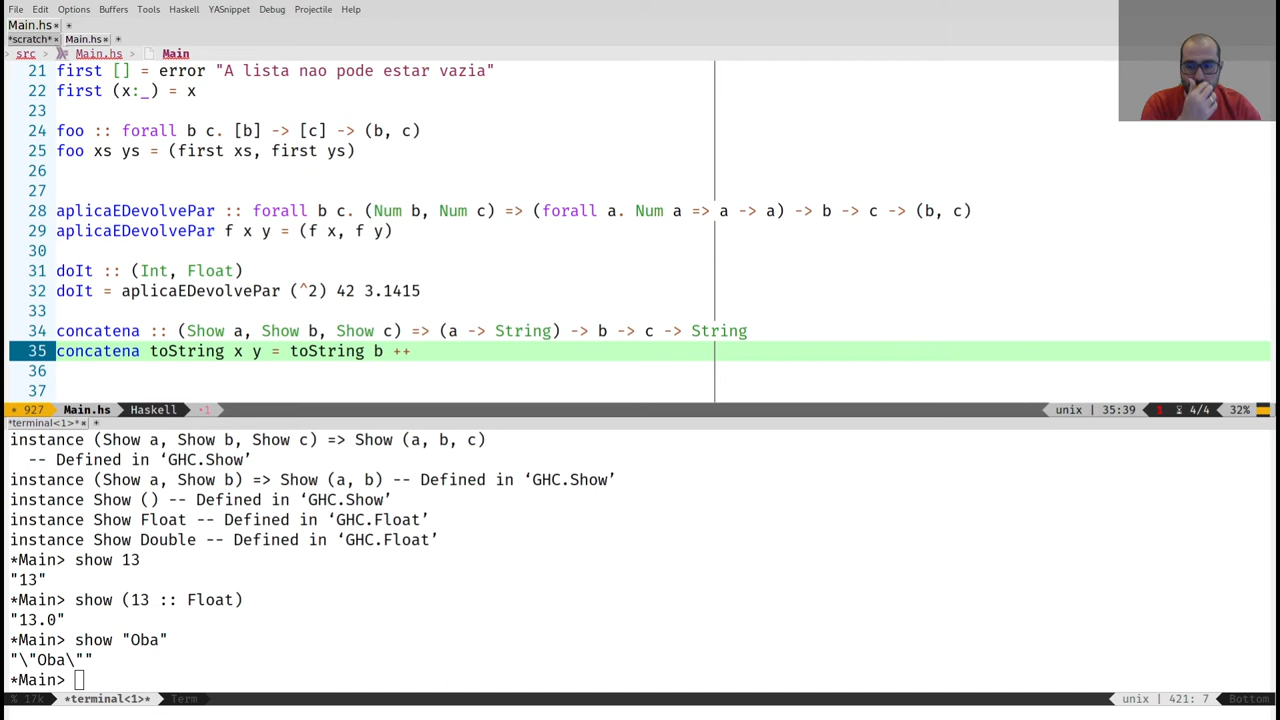 File Edit Options Buffers Tools Haskell YASnippet Debug Projectile Help
Main.hs× +
*scratch*× Main.hs× +
src > Main.hs > Main
21 first [] = error "A lista nao pode estar vazia"
22 first (x:_) = x
23
24 foo :: forall b c. [b] -> [c] -> (b, c)
25 foo xs ys = (first xs, first ys)
26
27
28 aplicaEDevolvePar :: forall b c. (Num b, Num c) => (forall a. Num a => a -> a) -> b -> c -> (b, c)
29 aplicaEDevolvePar f x y = (f x, f y)
30
31 doIt :: (Int, Float)
32 doIt = aplicaEDevolvePar (^2) 42 3.1415
33
34 concatena :: (Show a, Show b, Show c) => (a -> String) -> b -> c -> String
35 concatena toString x y = toString b ++
36
37
927 Main.hs Haskell •1 unix | 35:39 4/4 32%
*terminal<1>*× +
instance (Show a, Show b, Show c) => Show (a, b, c)
-- Defined in ‘GHC.Show’
instance (Show a, Show b) => Show (a, b) -- Defined in ‘GHC.Show’
instance Show () -- Defined in ‘GHC.Show’
instance Show Float -- Defined in ‘GHC.Float’
instance Show Double -- Defined in ‘GHC.Float’
*Main> show 13
"13"
*Main> show (13 :: Float)
"13.0"
*Main> show "Oba"
"\"Oba\""
*Main>
% 17k *terminal<1>* Term unix | 421: 7 Bottom